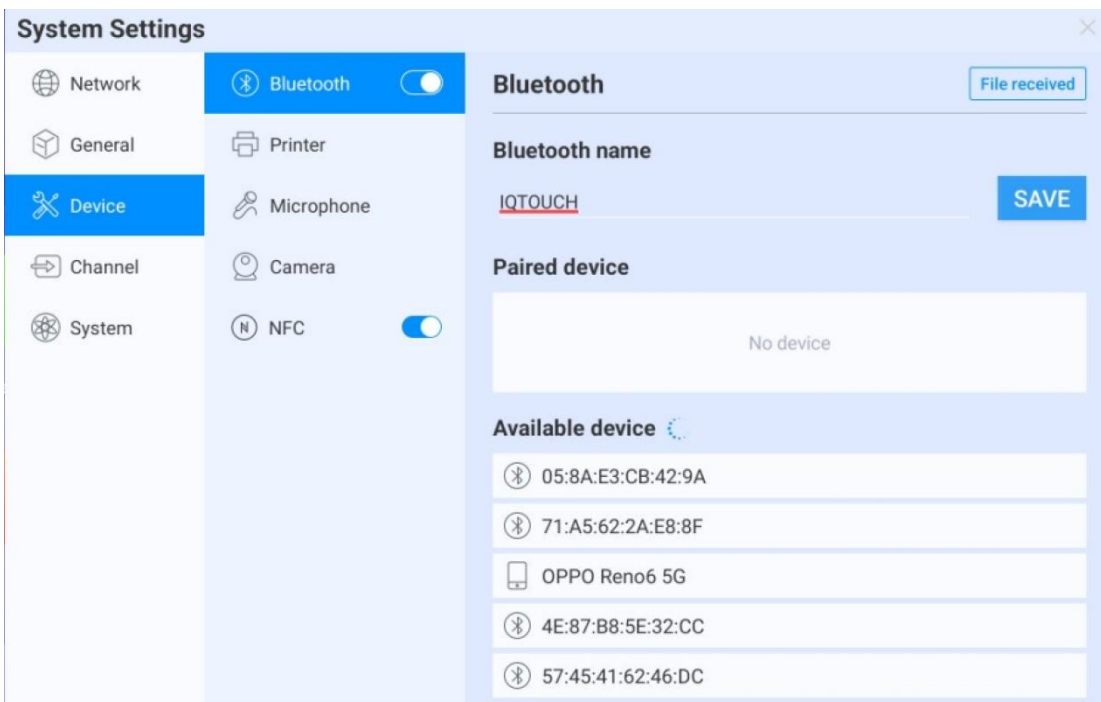 System Settings
Network
General
Device
Channel
System
Bluetooth
Printer
Microphone
Camera
N NFC
Bluetooth
File received
Bluetooth name
IQTOUCH
SAVE
Paired device
No device
Available device
05:8A:E3:CB:42:9A
71:A5:62:2A:E8:8F
OPPO Reno6 5G
4E:87:B8:5E:32:CC
57:45:41:62:46:DC